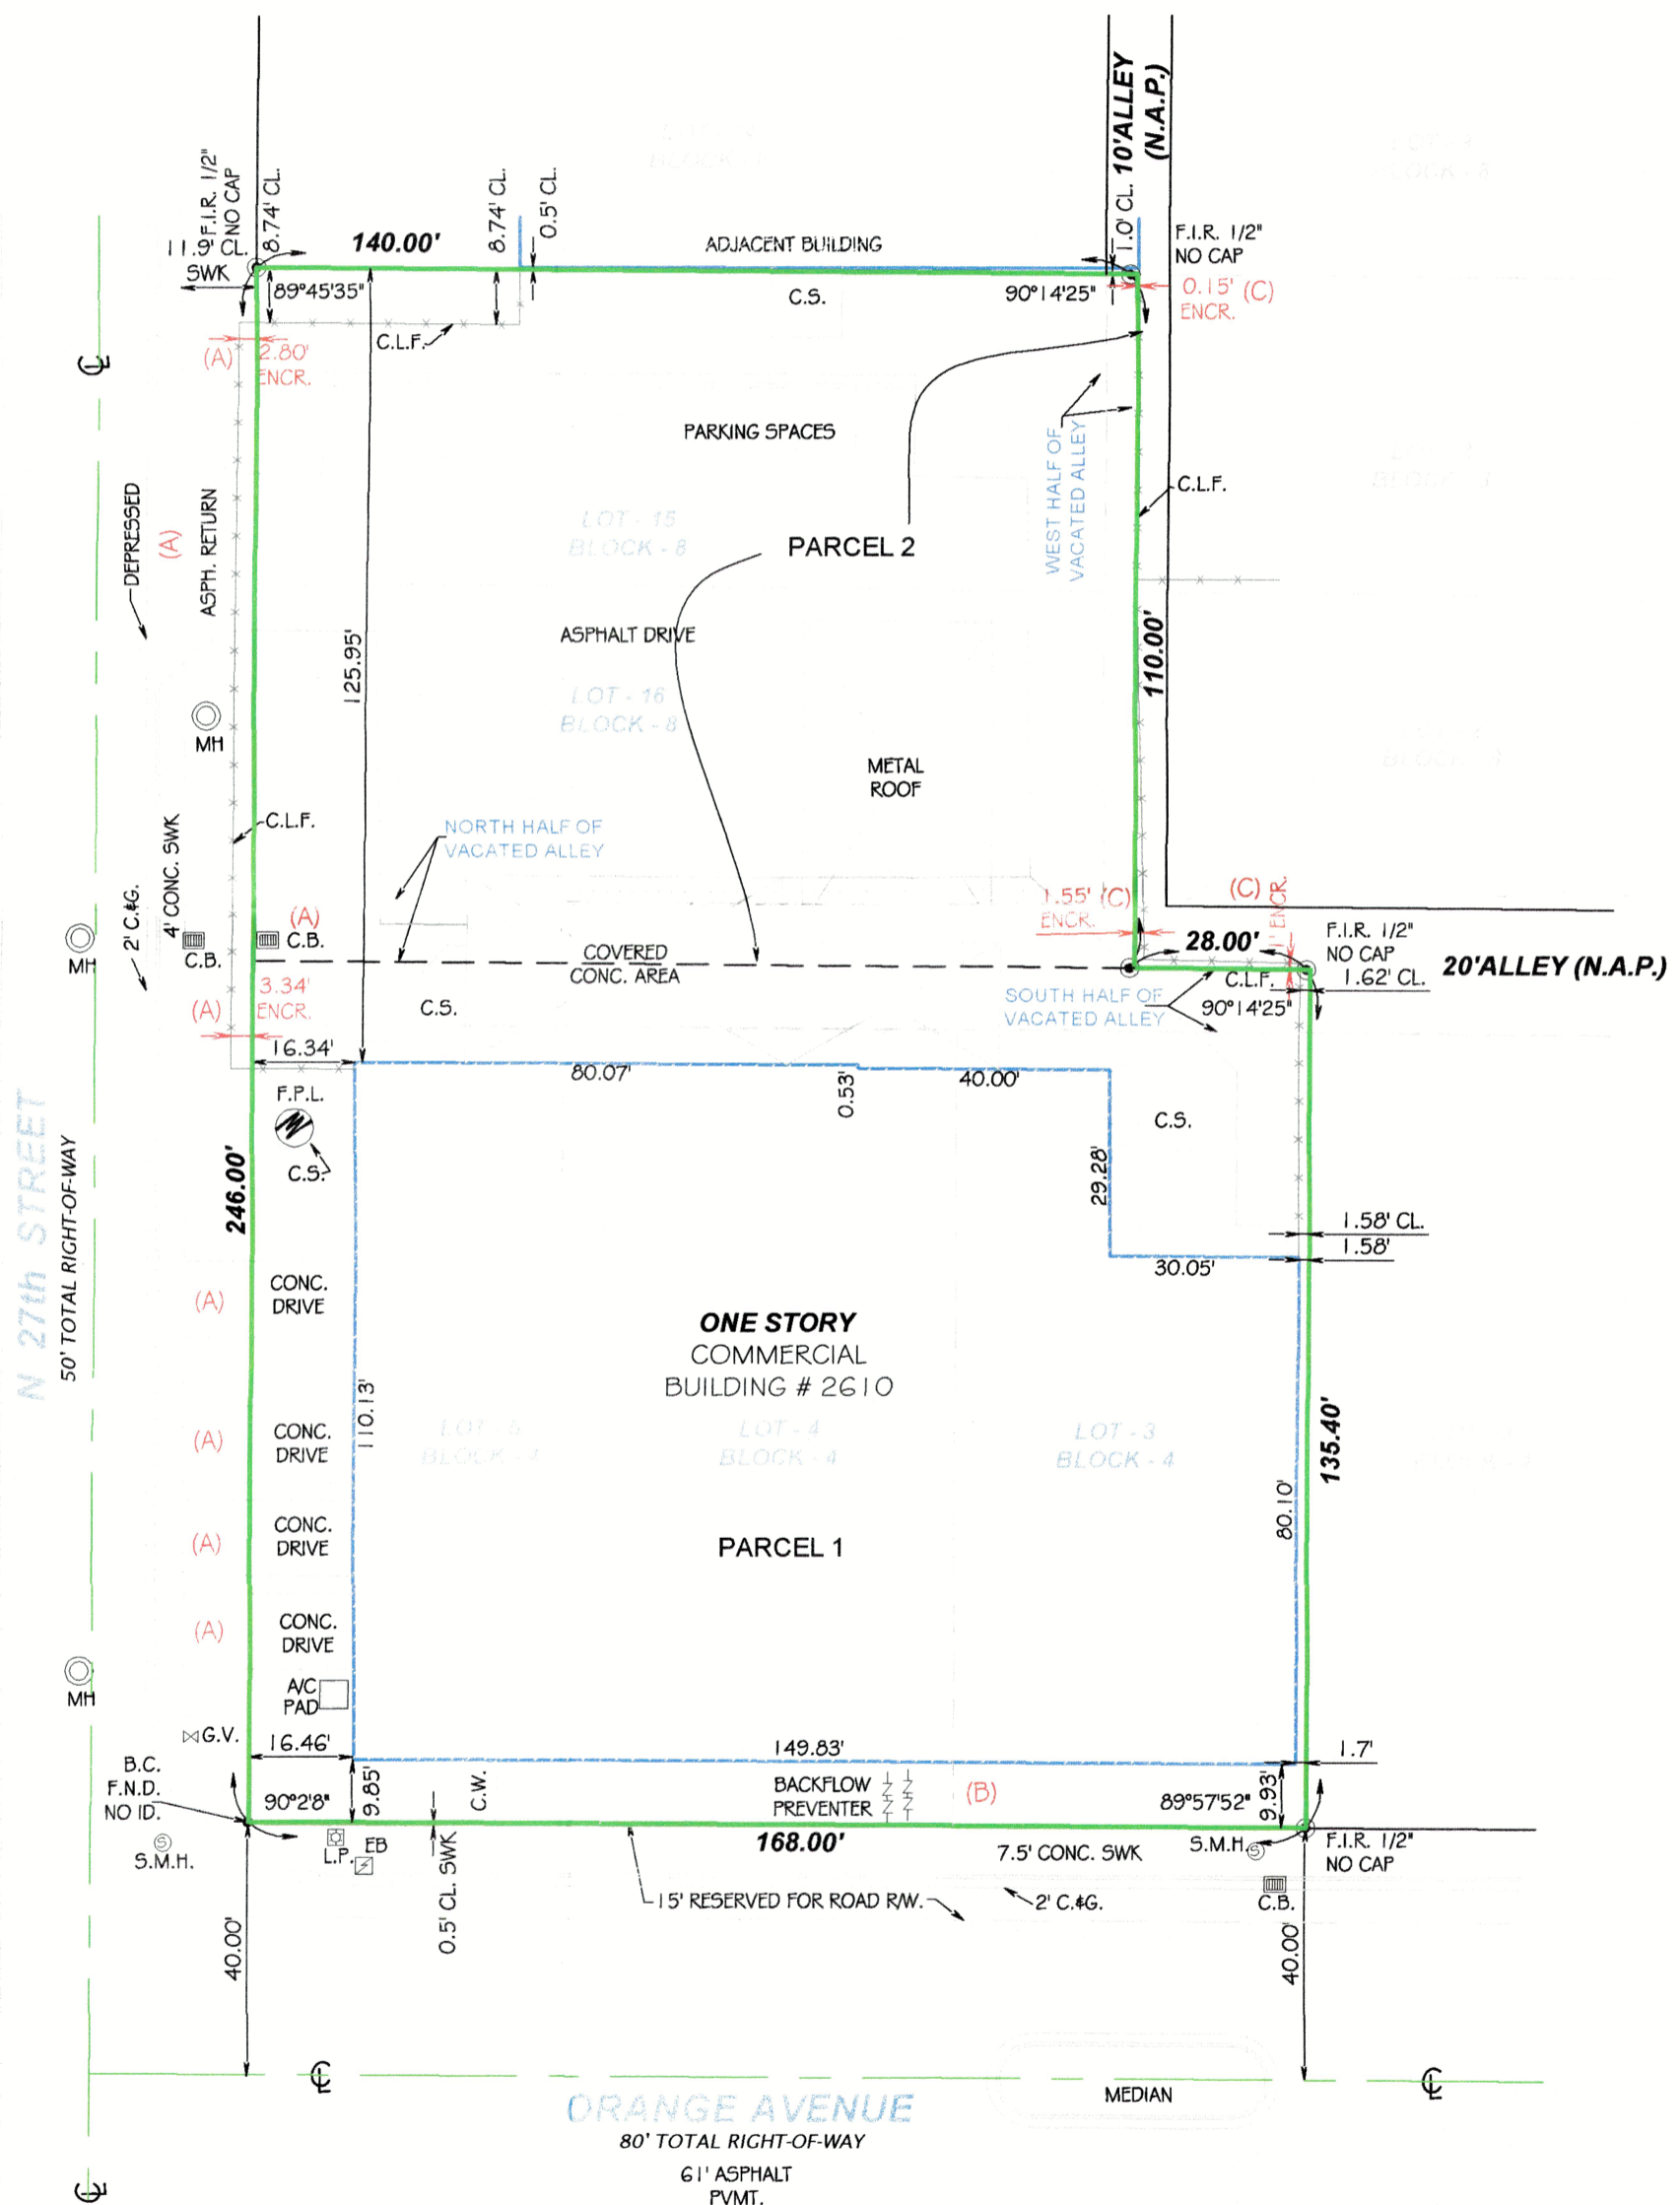 10'ALLEY
(N.A.P.)
1.0' CL.
F.I.R. 1/2"
NO CAP
8.74' CL.
11.9' CL.
SWK
140.00'
8.74' CL.
0.5' CL.
ADJACENT BUILDING
F.I.R. 1/2"
NO CAP
89°45'35"
C.S.
90°14'25"
0.15' (C)
ENCR.
C.L.F.
(A)
2.80'
ENCR.
PARKING SPACES
WEST HALF OF
VACATED ALLEY
C.L.F.
DEPRESSED
(A)
ASPH. RETURN
LOT - 15
BLOCK - 8
PARCEL 2
125.95'
ASPHALT DRIVE
110.00'
LOT - 16
BLOCK - 8
MH
METAL
ROOF
C.L.F.
4' CONC. SWK
NORTH HALF OF
VACATED ALLEY
2' C.&G.
(A)
C.B.
C.B.
MH
1.55' (C)
ENCR.
(C)
1' ENCR.
28.00'
F.I.R. 1/2"
NO CAP
20'ALLEY (N.A.P.)
COVERED
CONC. AREA
C.L.F.
1.62' CL.
3.34'
ENCR.
(A)
C.S.
SOUTH HALF OF
VACATED ALLEY
90°14'25"
16.34'
80.07'
0.53'
40.00'
F.P.L.
C.S.
C.S.
29.28'
N 27th STREET
50' TOTAL RIGHT-OF-WAY
246.00'
1.58' CL.
1.58'
30.05'
(A)
CONC.
DRIVE
ONE STORY
COMMERCIAL
BUILDING # 2610
110.13'
(A)
CONC.
DRIVE
LOT - 5
BLOCK - 4
LOT - 4
BLOCK - 4
LOT - 3
BLOCK - 4
135.40'
80.10'
(A)
CONC.
DRIVE
PARCEL 1
(A)
CONC.
DRIVE
A/C
PAD
MH
G.V.
16.46'
149.83'
1.7'
B.C.
F.N.D.
NO ID.
90°2'8"
9.85'
C.W.
BACKFLOW
PREVENTER
(B)
89°57'52"
9.93'
S.M.H.
L.P.
EB
0.5' CL. SWK
168.00'
7.5' CONC. SWK
S.M.H.
F.I.R. 1/2"
NO CAP
15' RESERVED FOR ROAD R/W.
2' C.&G.
C.B.
40.00'
40.00'
MEDIAN
ORANGE AVENUE
80' TOTAL RIGHT-OF-WAY
61' ASPHALT
PVMT.